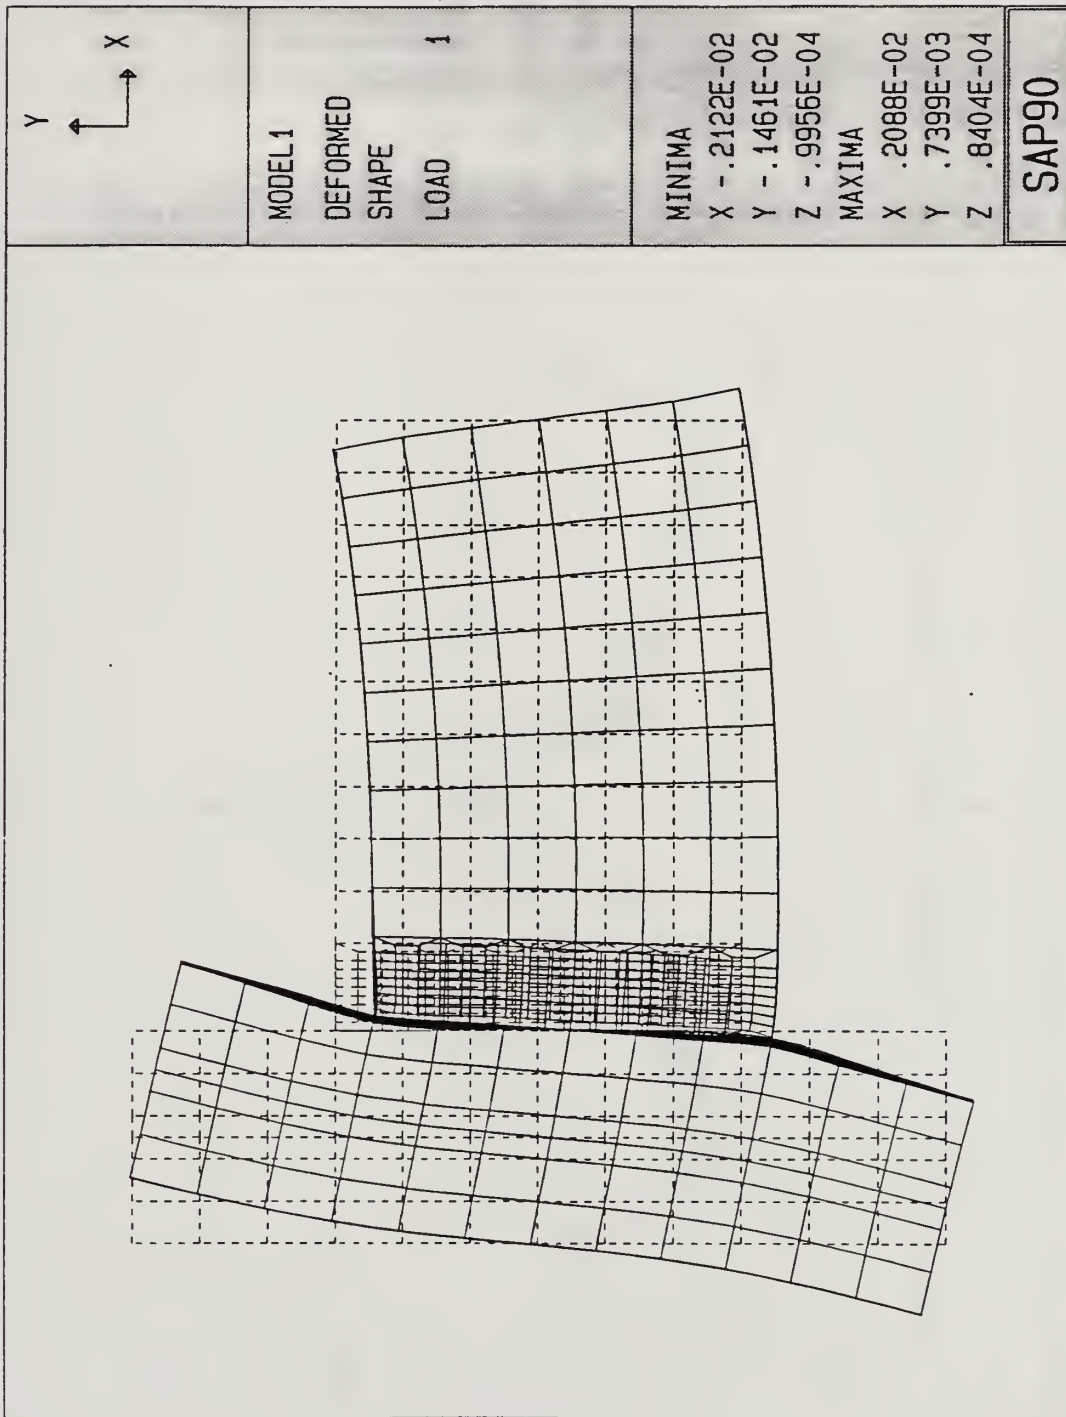 Y
X
MODEL1
DEFORMED
SHAPE
LOAD 1
MINIMA
X -.2122E-02
Y -.1461E-02
Z -.9956E-04
MAXIMA
X .2088E-02
Y .7399E-03
Z .8404E-04
SAP90